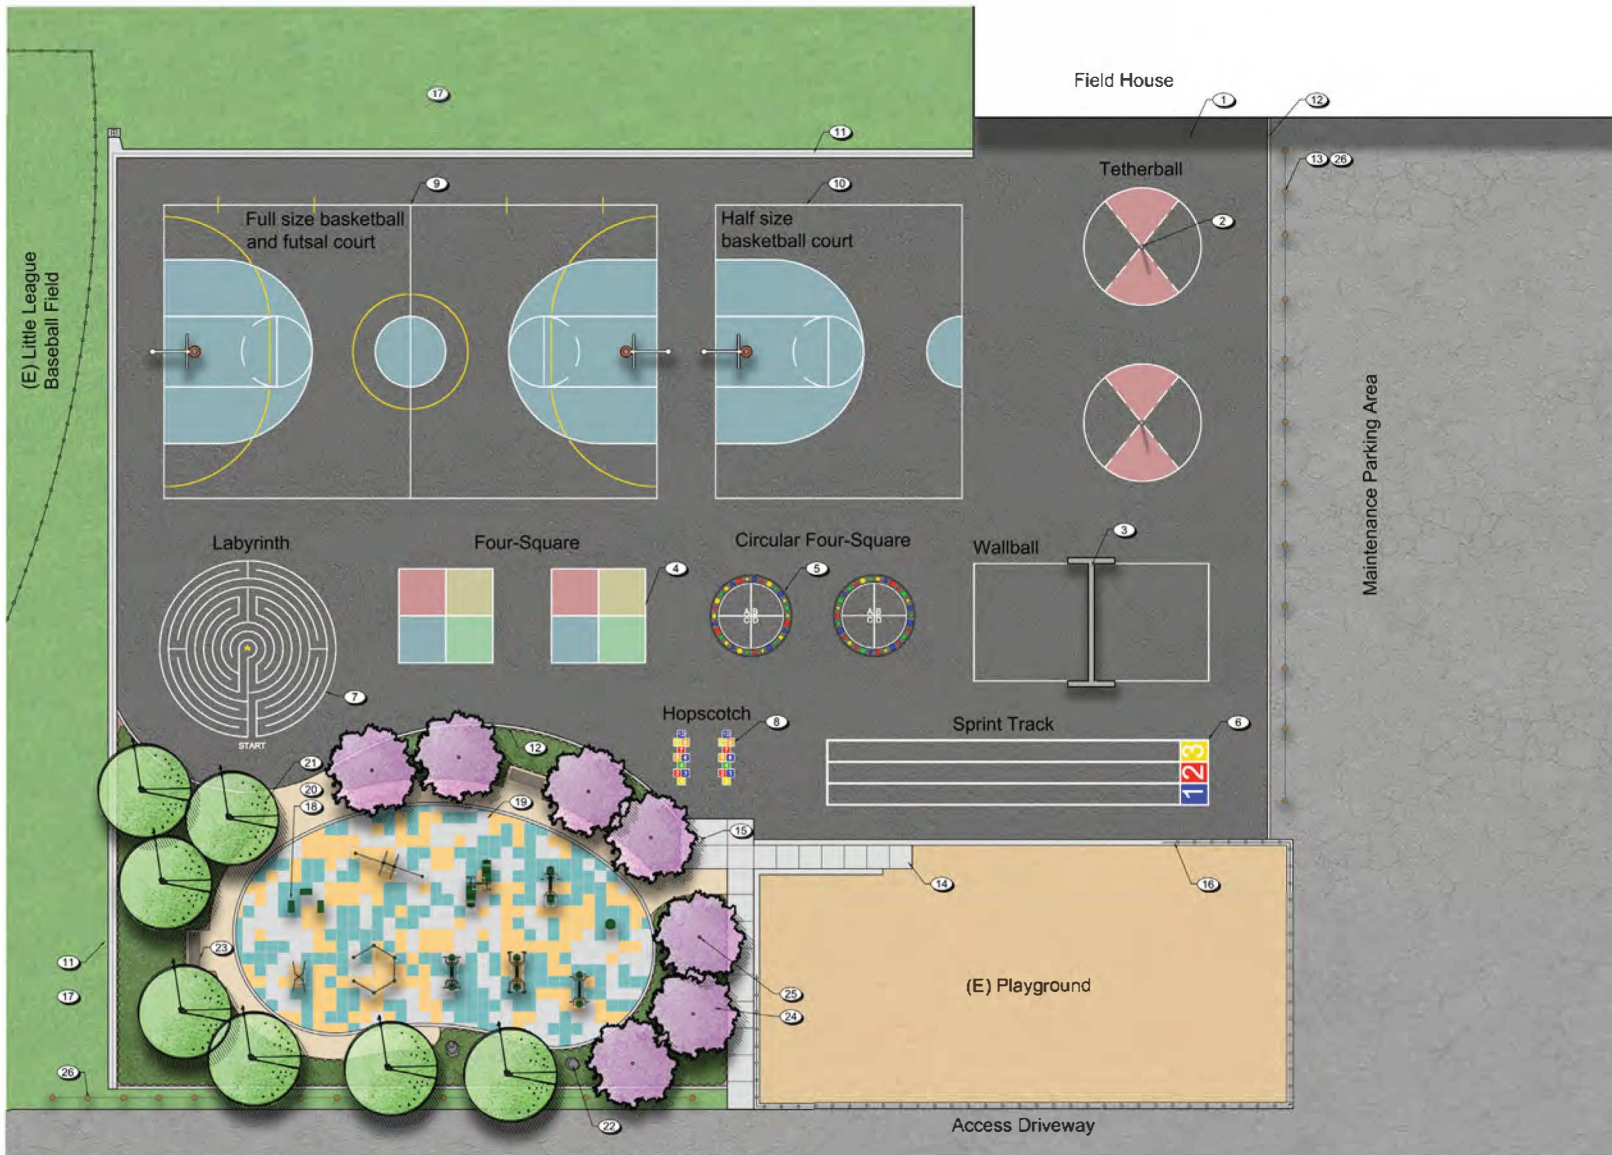 Field House
17
1
12
11
13 26
9
10
Tetherball
Full size basketball
and futsal court
Half size
basketball court
2
(E) Little League
Baseball Field
Maintenance Parking Area
3
Labyrinth
Four-Square
Circular Four-Square
Wallball
4
5
A B
C D
A B
C D
7
START
Hopscotch
8
Sprint Track
6
3
2
1
12
21
20
18
19
15
14
16
23
11
17
25
24
(E) Playground
26
22
Access Driveway